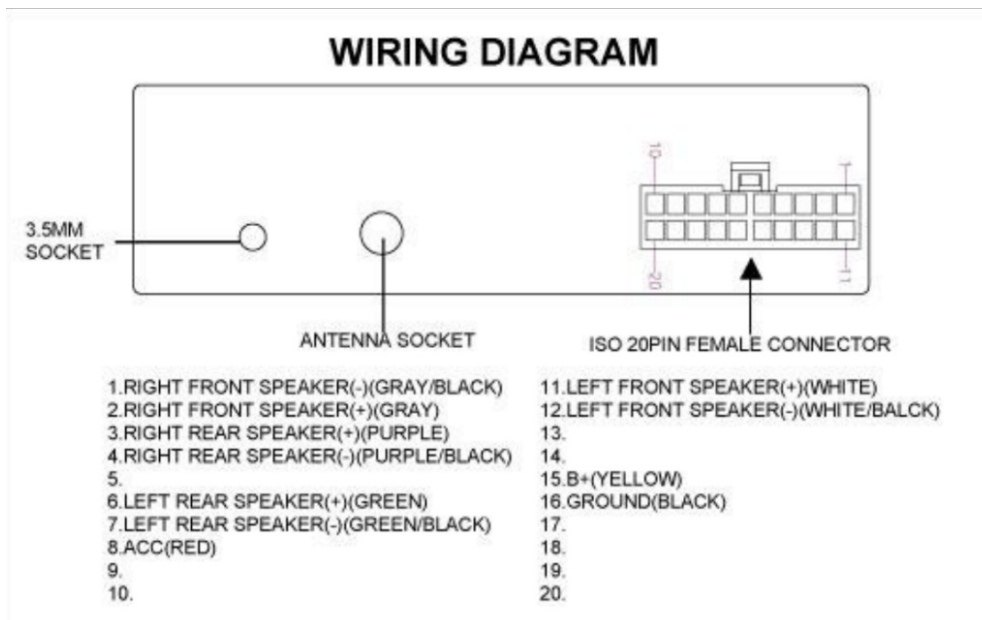 WIRING DIAGRAM
10
1
3.5MM
SOCKET
20
11
ANTENNA SOCKET
ISO 20PIN FEMALE CONNECTOR
1.RIGHT FRONT SPEAKER(-)(GRAY/BLACK)
2.RIGHT FRONT SPEAKER(+)(GRAY)
3.RIGHT REAR SPEAKER(+)(PURPLE)
4.RIGHT REAR SPEAKER(-)(PURPLE/BLACK)
5.
6.LEFT REAR SPEAKER(+)(GREEN)
7.LEFT REAR SPEAKER(-)(GREEN/BLACK)
8.ACC(RED)
9.
10.
11.LEFT FRONT SPEAKER(+)(WHITE)
12.LEFT FRONT SPEAKER(-)(WHITE/BALCK)
13.
14.
15.B+(YELLOW)
16.GROUND(BLACK)
17.
18.
19.
20.